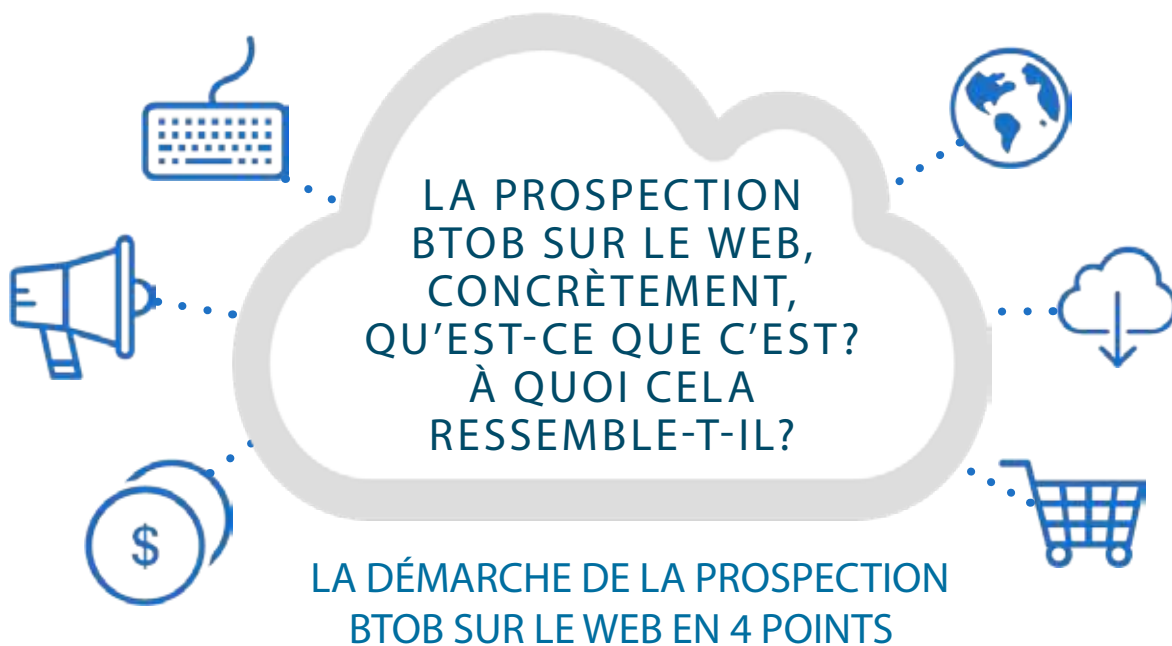 LA PROSPECTION
BTOB SUR LE WEB,
CONCRÈTEMENT,
QU’EST-CE QUE C’EST?
À QUOI CELA
RESSEMBLE-T-IL?
$
LA DÉMARCHE DE LA PROSPECTION
BTOB SUR LE WEB EN 4 POINTS